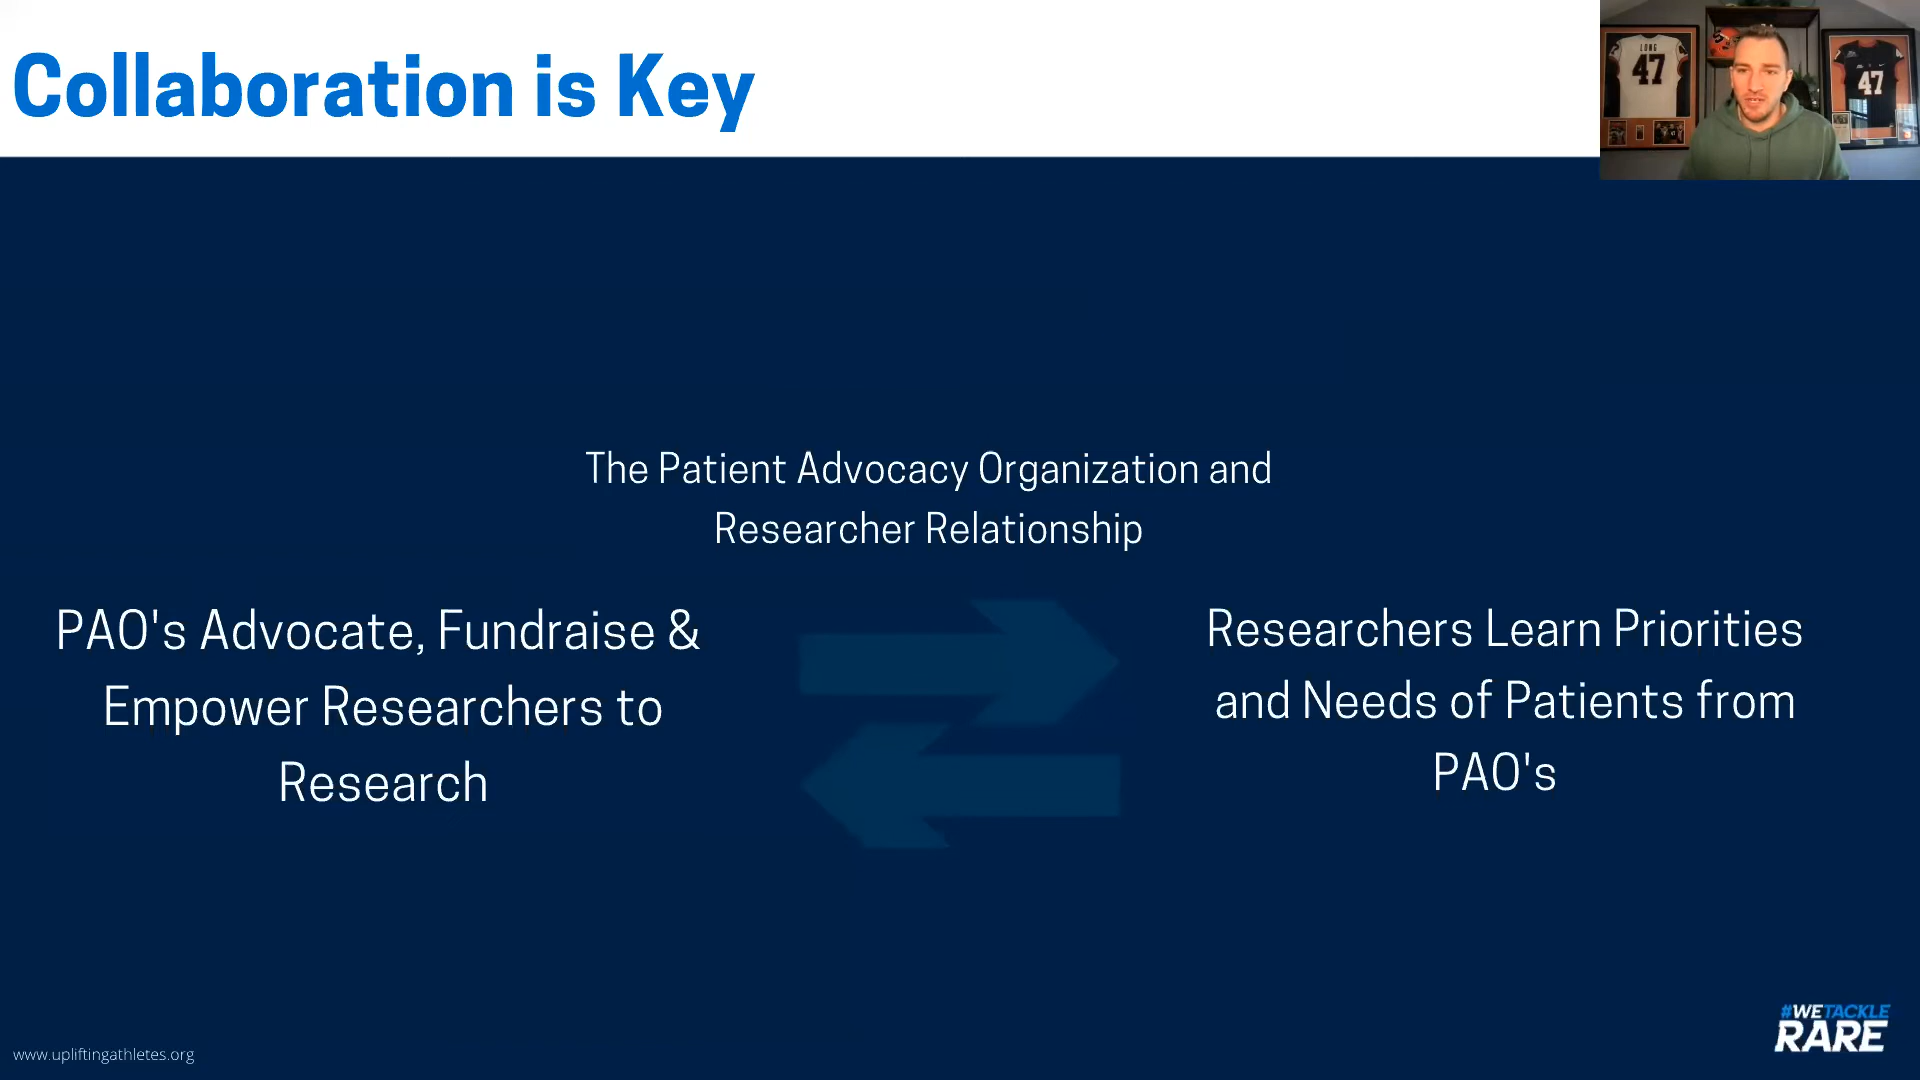 Collaboration is Key
LONG
47
47
The Patient Advocacy Organization and
Researcher Relationship
PAO's Advocate, Fundraise &
Empower Researchers to
Research
Researchers Learn Priorities
and Needs of Patients from
PAO's
www.upliftingathletes.org
#WETACKLE
RARE